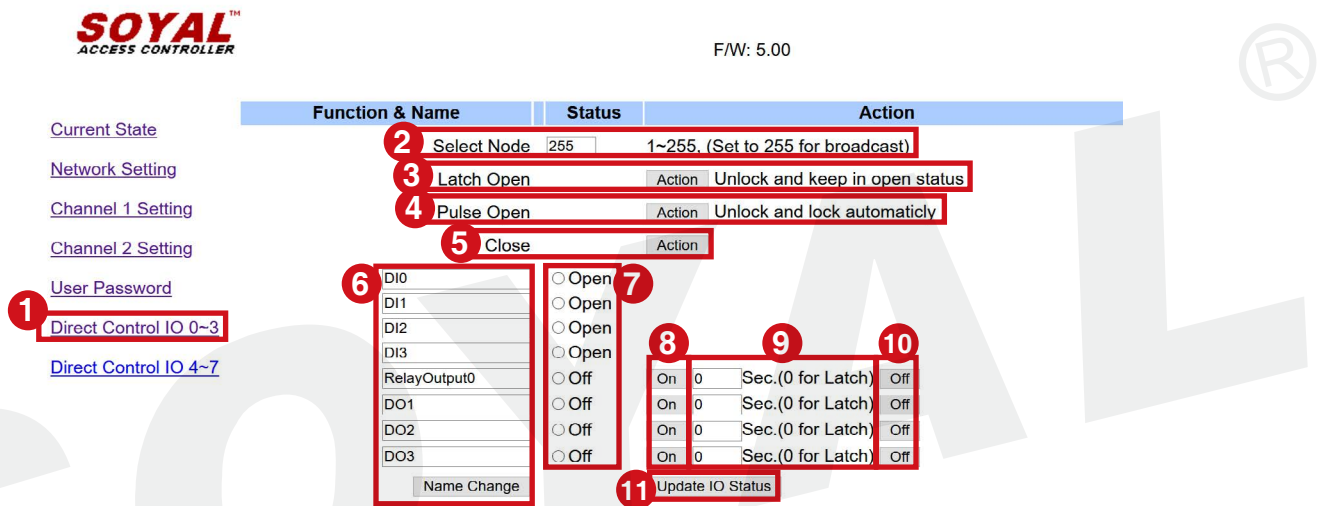 SOYAL™
ACCESS CONTROLLER
F/W: 5.00
®
Function & Name Status Action
Current State
2 Select Node 255 1~255, (Set to 255 for broadcast)
Network Setting
3 Latch Open Action Unlock and keep in open status
Channel 1 Setting
4 Pulse Open Action Unlock and lock automaticly
Channel 2 Setting
5 Close Action
User Password
6 DI0 Open 7
DI1 Open
1 Direct Control IO 0~3
DI2 Open
DI3 Open 8 9 10
Direct Control IO 4~7
RelayOutput0 Off On 0 Sec.(0 for Latch) Off
DO1 Off On 0 Sec.(0 for Latch) Off
DO2 Off On 0 Sec.(0 for Latch) Off
DO3 Off On 0 Sec.(0 for Latch) Off
Name Change 11 Update IO Status
SOYAL